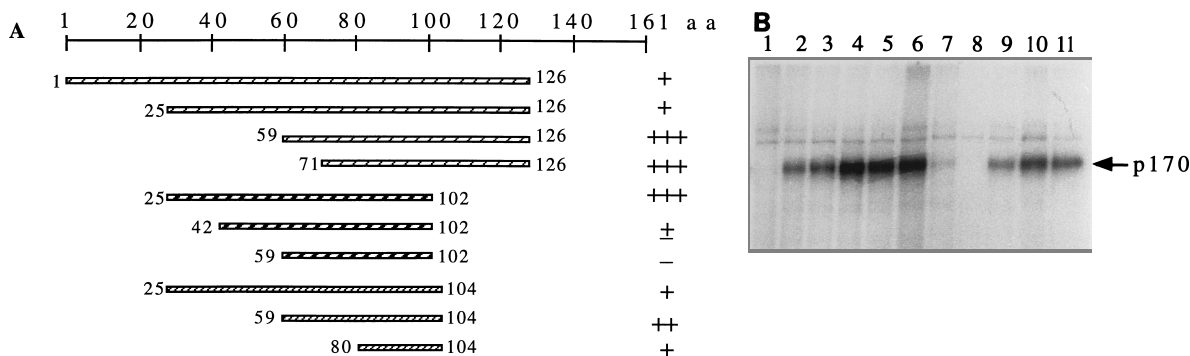 A
1 20 40 60 80 100 120 140 161 aa
1 126 +
25 126 +
59 126 +++
71 126 +++
25 102 +++
42 102 ±
59 102 −
25 104 +
59 104 ++
80 104 +
B
1 2 3 4 5 6 7 8 9 10 11
p170